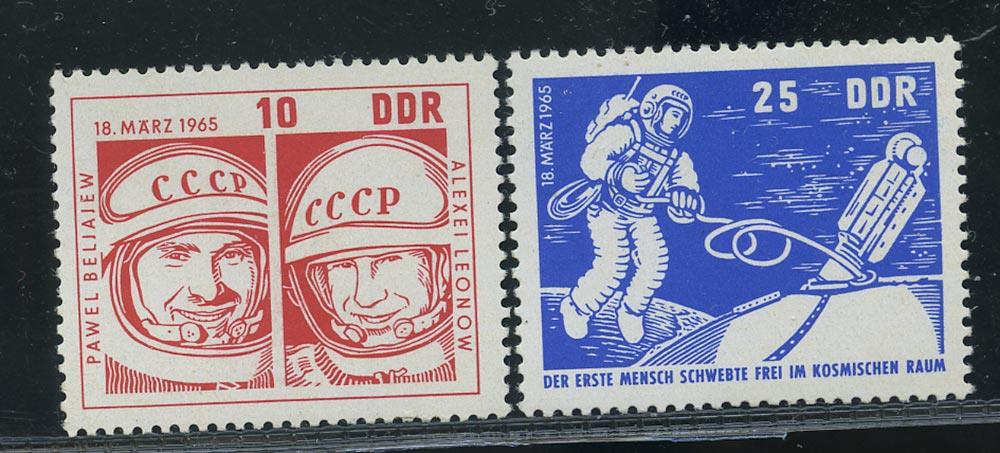 10 DDR
18. MÄRZ 1965
PAWEL BELJAJEW
CCCP
CCCP
ALEXEI LEONOW
25 DDR
18. MÄRZ 1965
DER ERSTE MENSCH SCHWEBTE FREI IM KOSMISCHEN RAUM